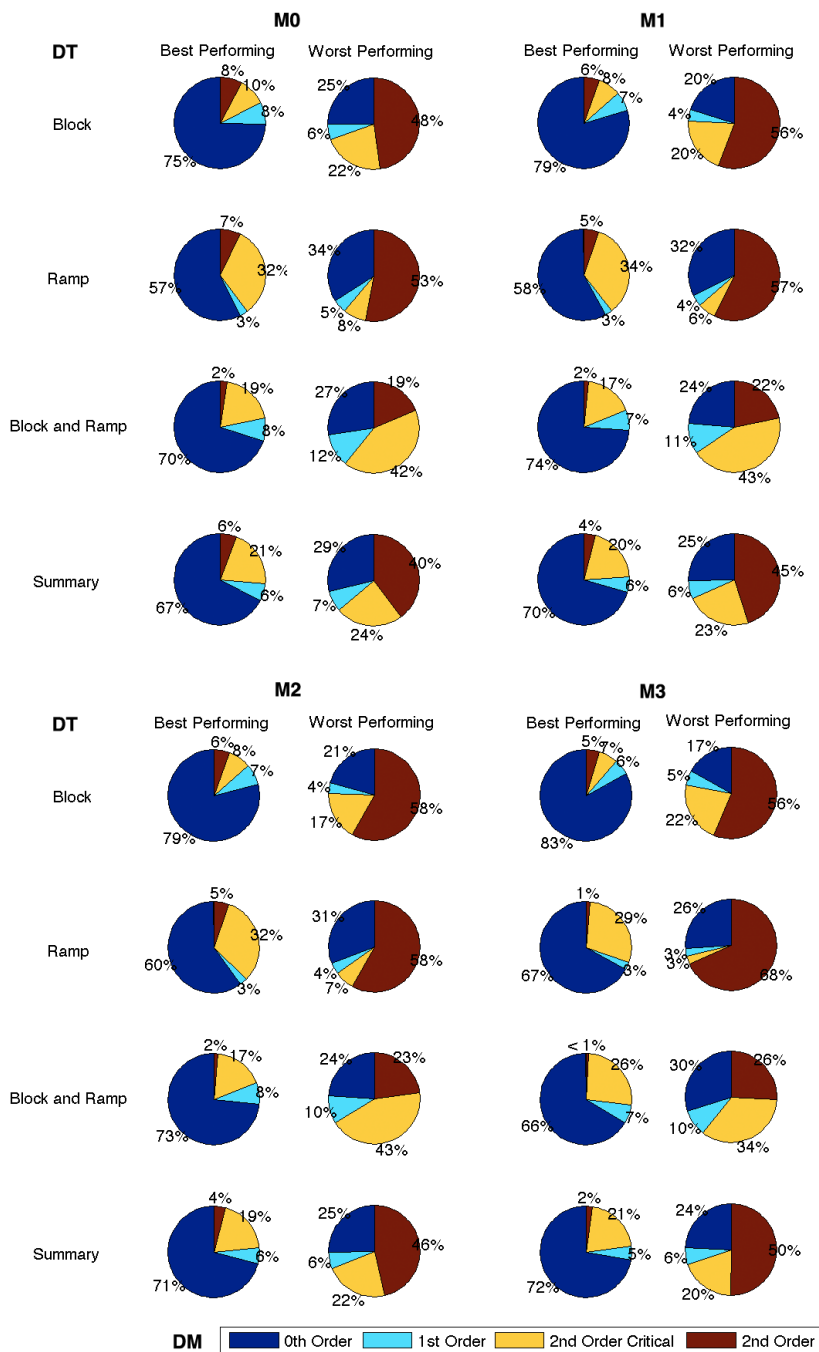 M0 M1
DT Best Performing Worst Performing Best Performing Worst Performing
Block 8% 10% 8% 75% 25% 6% 22% 48% 6% 8% 7% 79% 20% 4% 20% 56%
Ramp 7% 32% 3% 57% 34% 5% 8% 53% 5% 34% 3% 58% 32% 4% 6% 57%
Block and Ramp 2% 19% 8% 70% 27% 12% 42% 19% 2% 17% 7% 74% 24% 11% 43% 22%
Summary 6% 21% 6% 67% 29% 7% 24% 40% 4% 20% 6% 70% 25% 6% 23% 45%
M2 M3
DT Best Performing Worst Performing Best Performing Worst Performing
Block 6% 8% 7% 79% 21% 4% 17% 58% 5% 7% 6% 83% 17% 5% 22% 56%
Ramp 5% 32% 3% 60% 31% 4% 7% 58% 1% 29% 3% 67% 26% 3% 3% 68%
Block and Ramp 2% 17% 8% 73% 24% 10% 43% 23% < 1% 26% 7% 66% 30% 10% 34% 26%
Summary 4% 19% 6% 71% 25% 6% 22% 46% 2% 21% 5% 72% 24% 6% 20% 50%
DM 0th Order 1st Order 2nd Order Critical 2nd Order